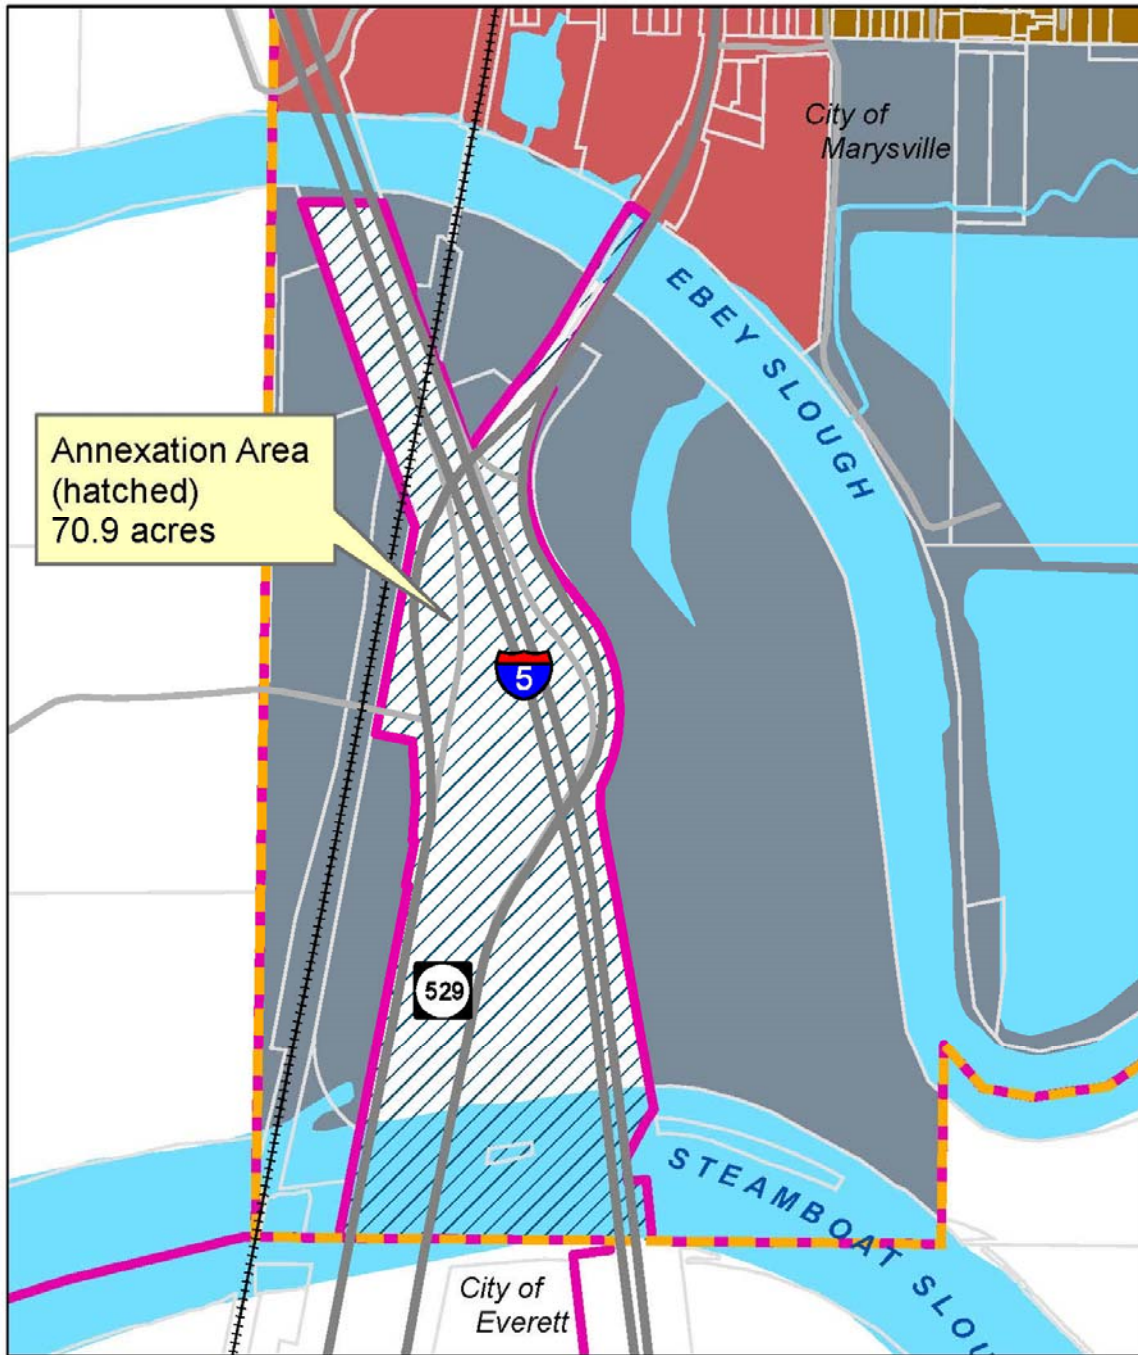 City of
Marysville
EBEY SLOUGH
Annexation Area
(hatched)
70.9 acres
5
529
STEAMBOAT SLOU
City of
Everett